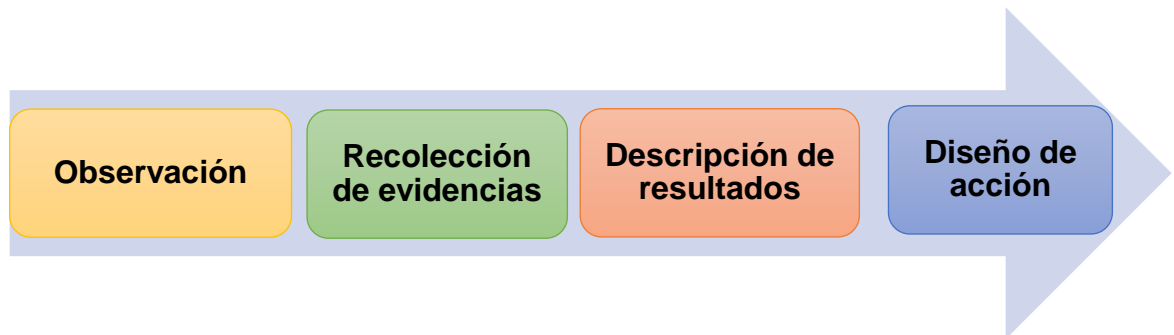 Observación
Recolección
de evidencias
Descripción de
resultados
Diseño de
acción